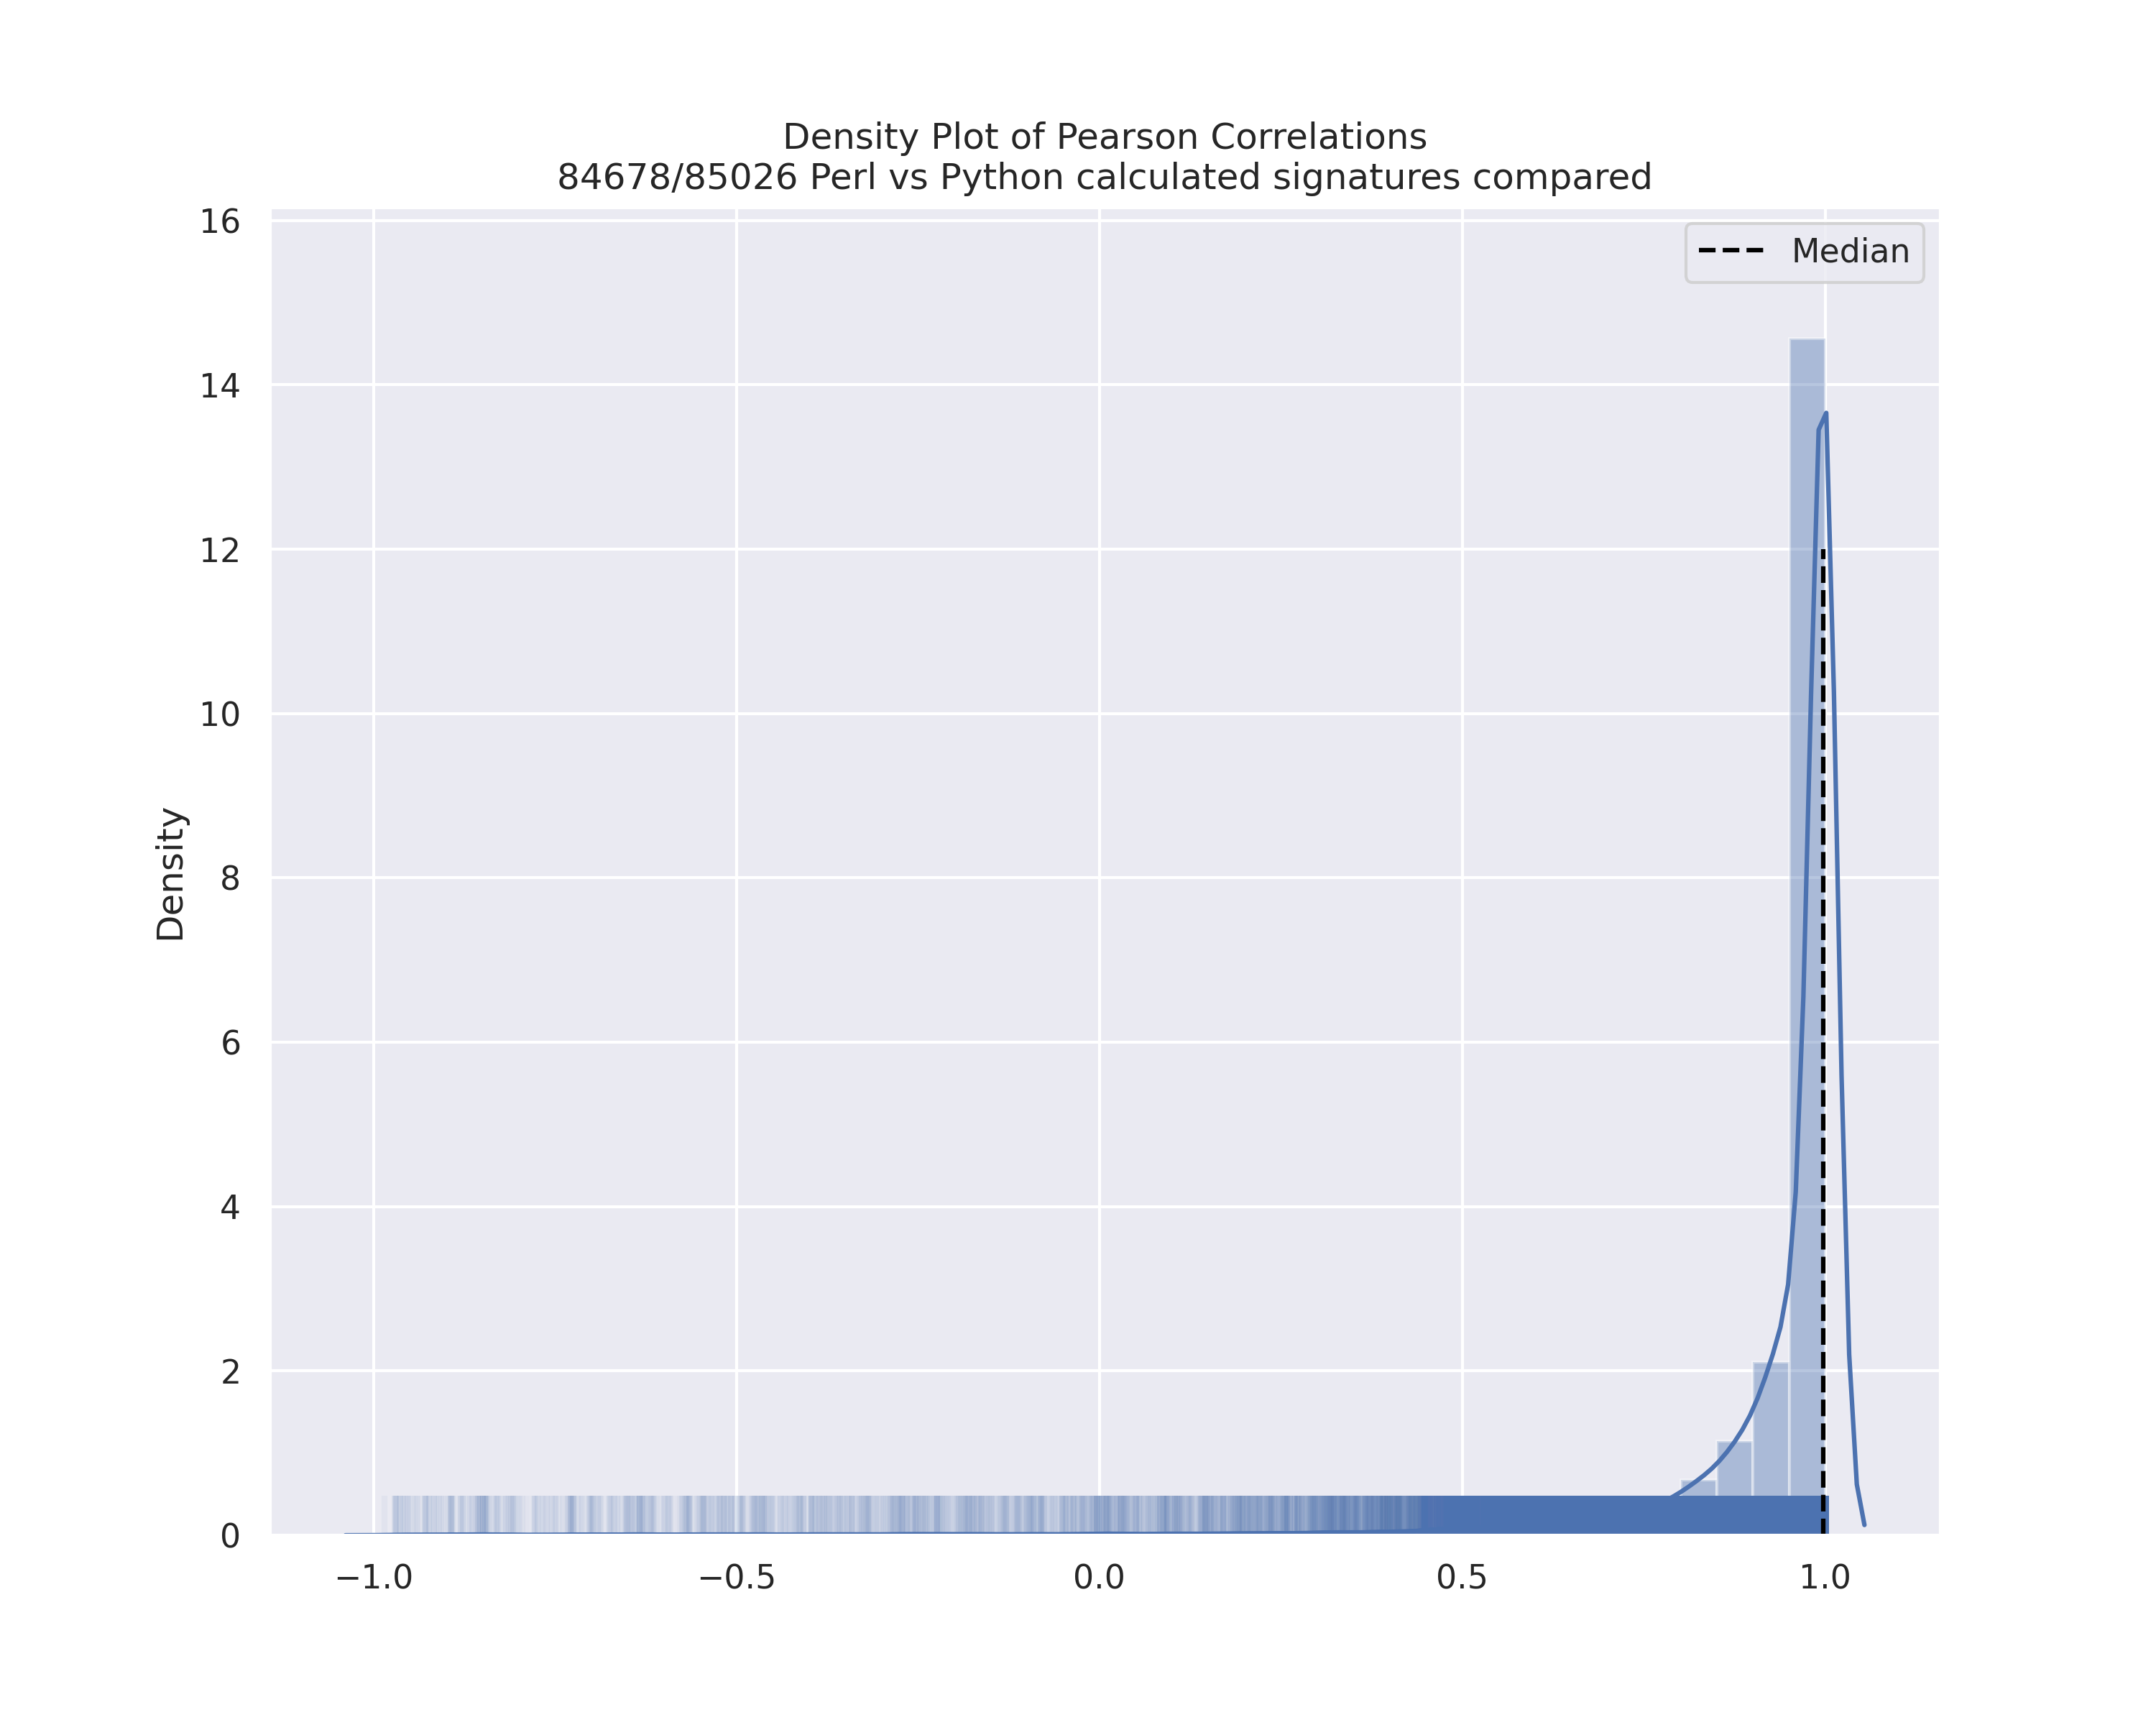 Density Plot of Pearson Correlations
84678/85026 Perl vs Python calculated signatures compared
16
Median
14
12
10
Density
8
6
4
2
0
−1.0 −0.5 0.0 0.5 1.0